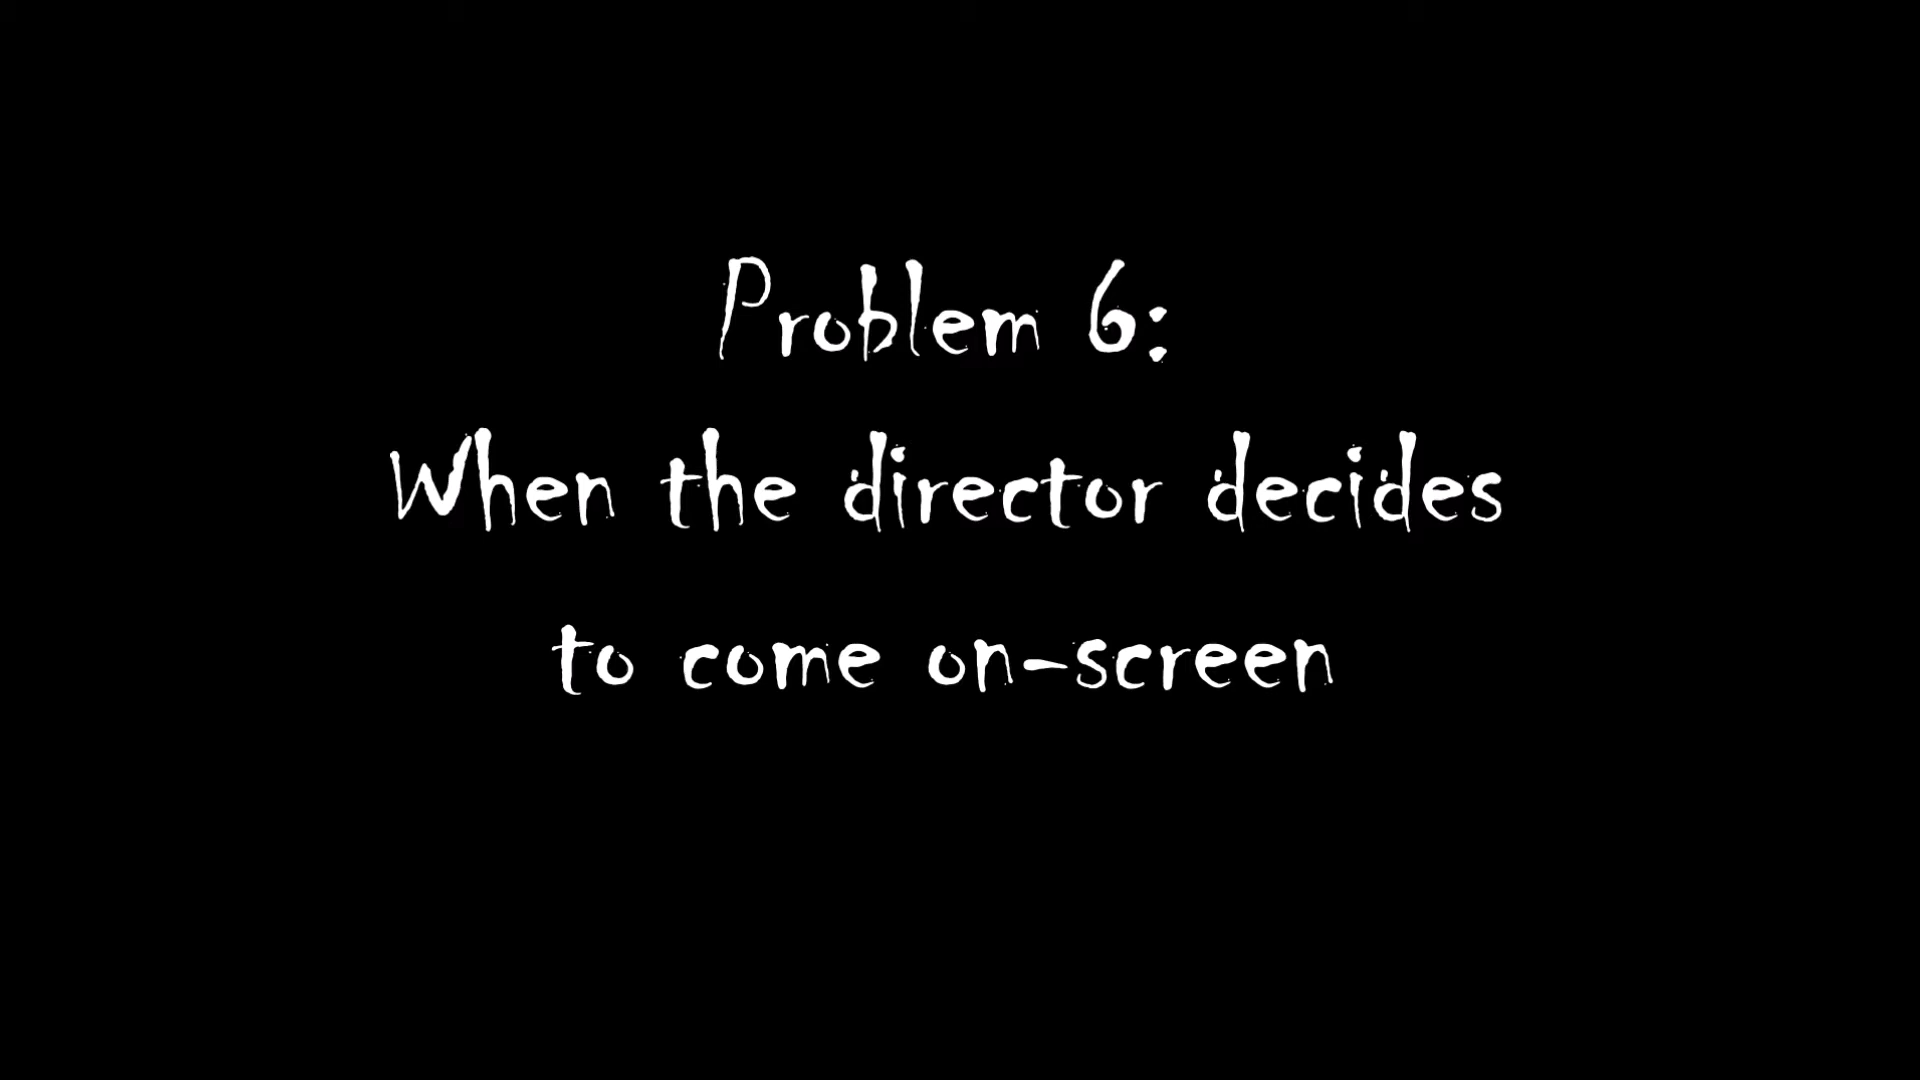 Problem 6:
When the director decides
to come on-screen